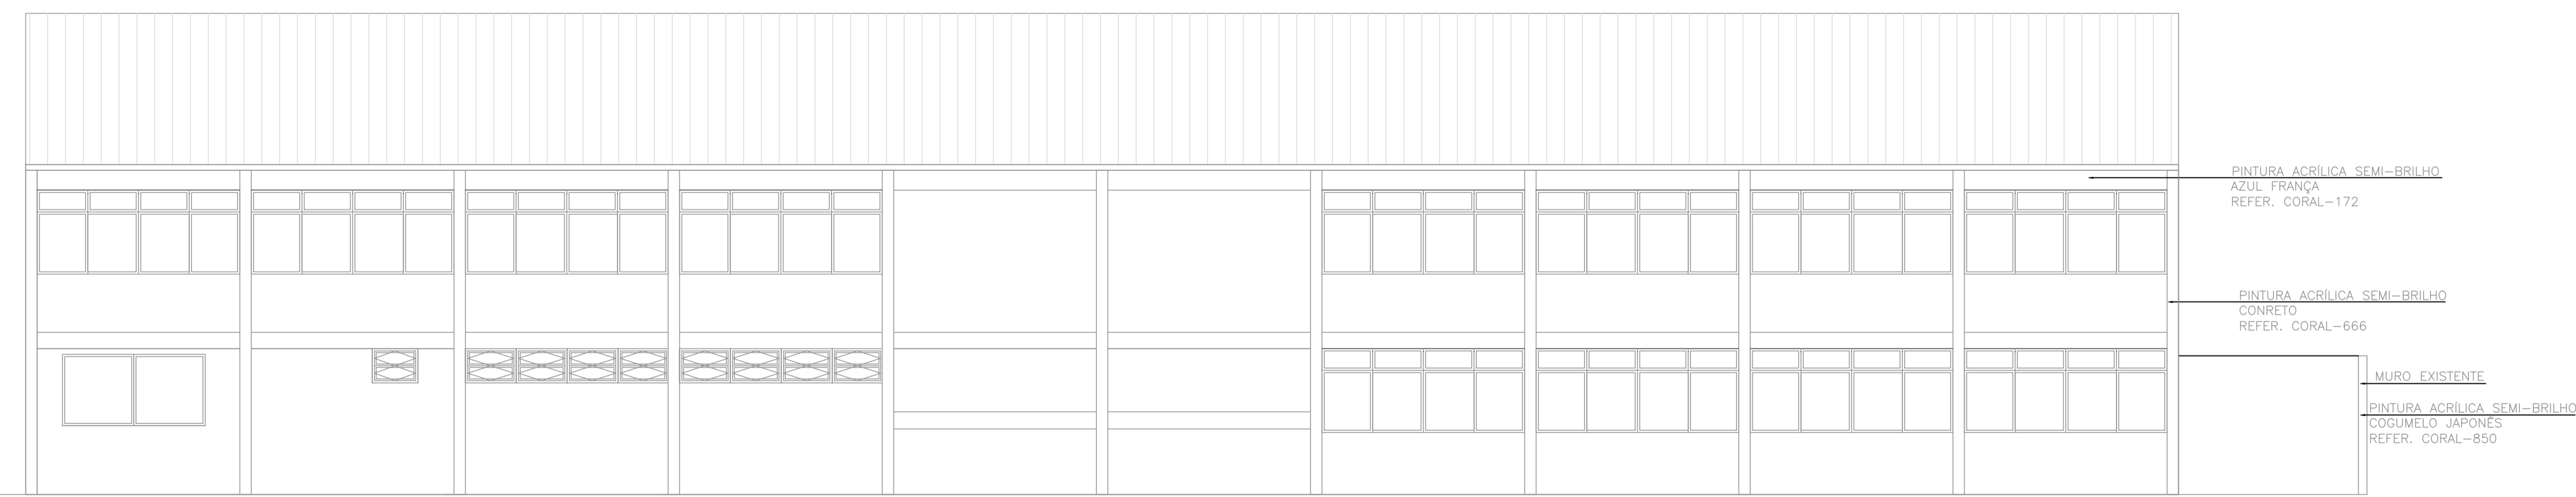 PINTURA ACRÍLICA SEMI-BRILHO
AZUL FRANÇA
REFER. CORAL-172
PINTURA ACRÍLICA SEMI-BRILHO
CONRETO
REFER. CORAL-666
MURO EXISTENTE
PINTURA ACRÍLICA SEMI-BRILHO
COGUMELO JAPONÊS
REFER. CORAL-850